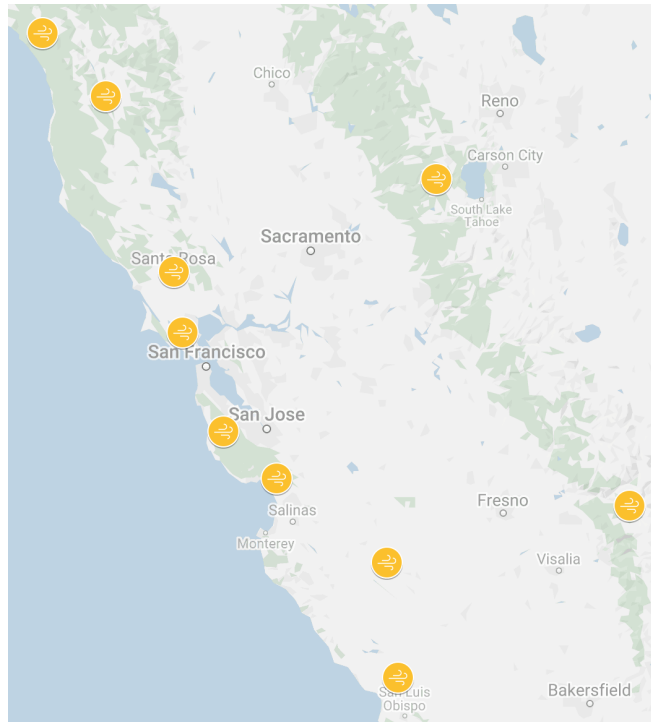 Chico
Reno
Carson City
South Lake
Tahoe
Sacramento
Santa Rosa
San Francisco
San Jose
Salinas
Fresno
Monterey
Visalia
San Luis
Obispo
Bakersfield